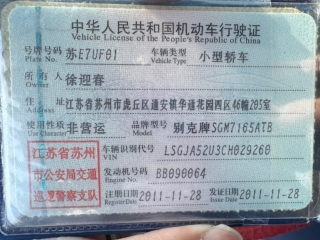 中华人民共和国机动车行驶证
Vehicle License of the People's Republic of China
号牌号码 苏E7UF01 车辆类型 小型轿车
Plate No. Vehicle Type
所有人 徐迎春
Owner
住址 江苏省苏州市虎丘区通安镇华通花园四区46幢203室
Address
使用性质 非营运 品牌型号 别克牌SGM7165ATB
Use Character Model
江苏省苏州市公安局交通巡逻警察支队
车辆识别代号 LSGJA52U3CH029260
VIN
发动机号码 BB090064
Engine No.
注册日期 2011-11-28 发证日期 2011-11-28
Register Date Issue Date